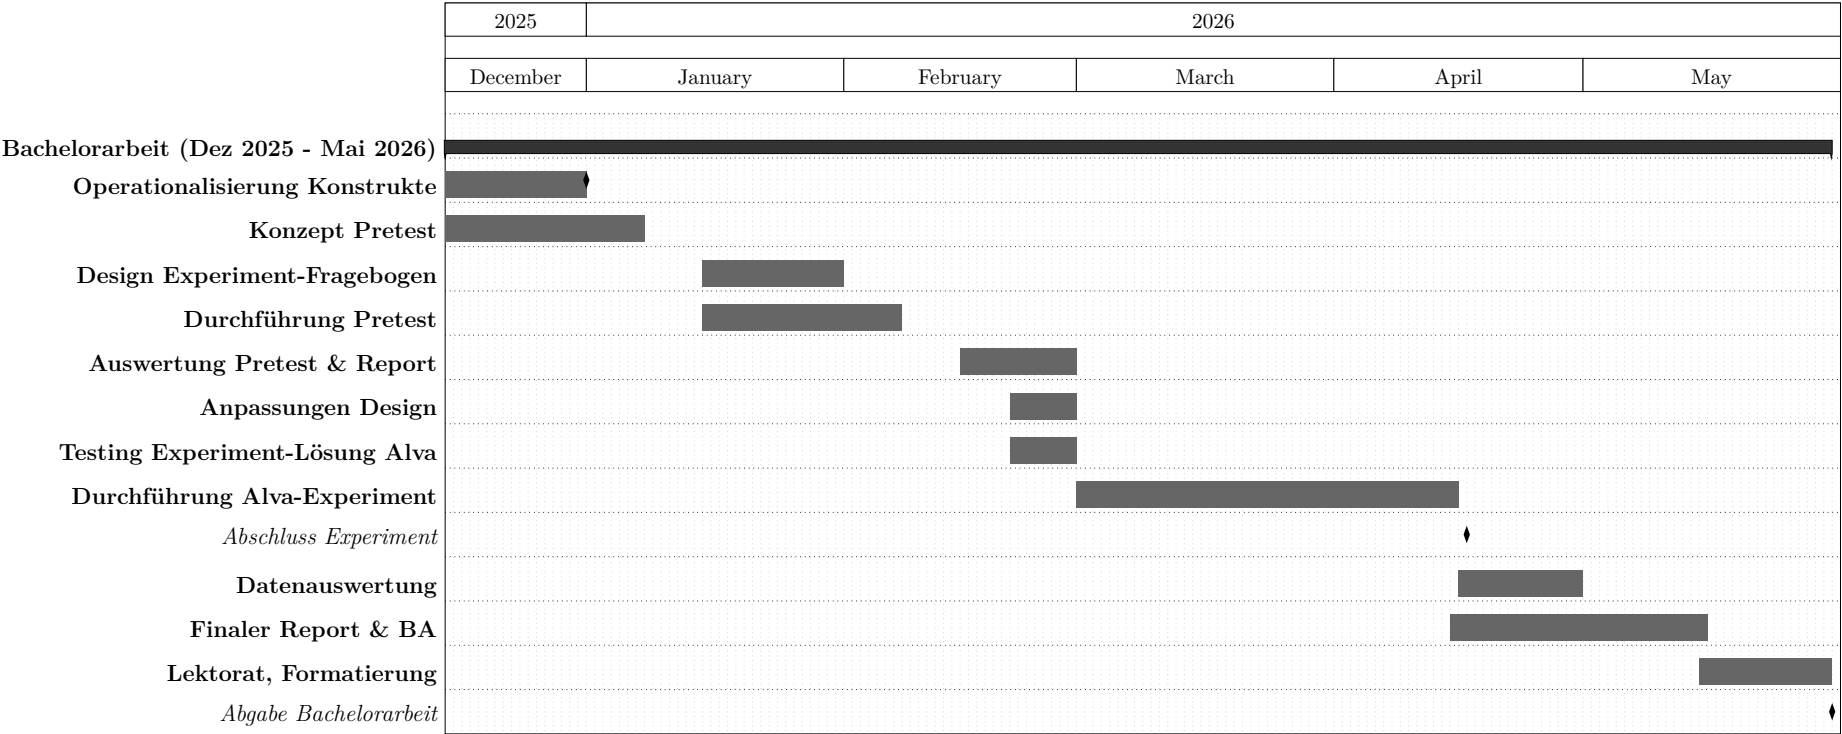 2025 2026
December January February March April May
Bachelorarbeit (Dez 2025 - Mai 2026)
Operationalisierung Konstrukte
Konzept Pretest
Design Experiment-Fragebogen
Durchführung Pretest
Auswertung Pretest & Report
Anpassungen Design
Testing Experiment-Lösung Alva
Durchführung Alva-Experiment
Abschluss Experiment
Datenauswertung
Finaler Report & BA
Lektorat, Formatierung
Abgabe Bachelorarbeit